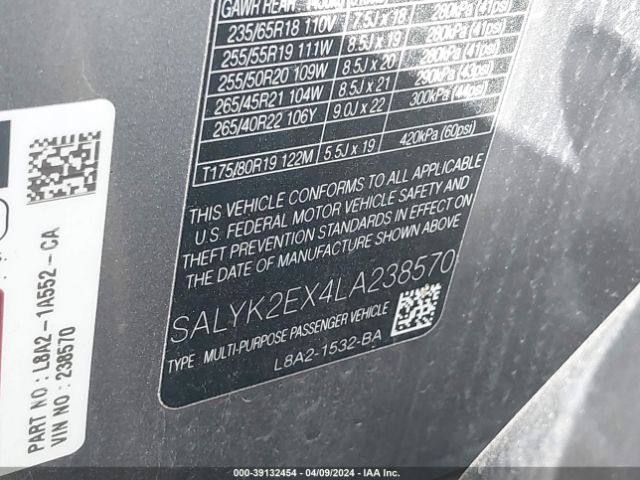 GAWR REAR
235/65R18 110V 7.5J x 18 280kPa (41psi)
255/55R19 111W 8.5J x 19 280kPa (41psi)
255/50R20 109W 8.5J x 20 280kPa (41psi)
265/45R21 104W 8.5J x 21 290kPa (43psi)
265/40R22 106Y 9.0J x 22 300kPa (44psi)
T175/80R19 122M 5.5J x 19 420kPa (60psi)
THIS VEHICLE CONFORMS TO ALL APPLICABLE
U.S. FEDERAL MOTOR VEHICLE SAFETY AND
THEFT PREVENTION STANDARDS IN EFFECT ON
THE DATE OF MANUFACTURE SHOWN ABOVE.
SALYK2EX4LA238570
TYPE MULTI-PURPOSE PASSENGER VEHICLE
L8A2-1532-BA
PART NO : L8A2-1A552-CA
VIN NO : 238570
000-39132454 / 04/09/2024 - IAA Inc.